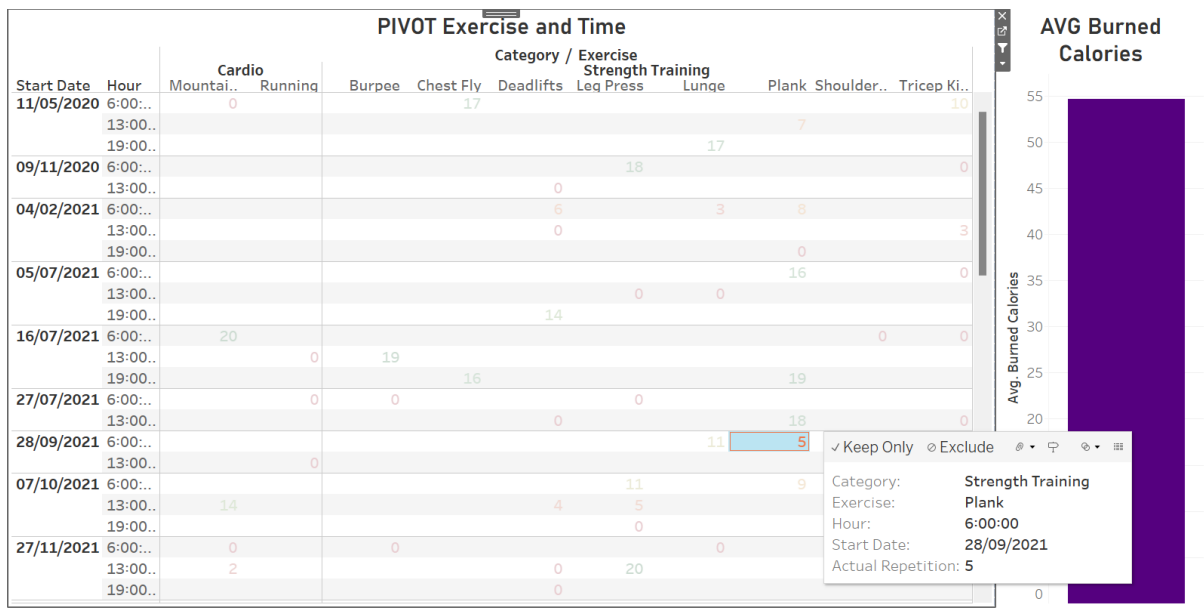 PIVOT Exercise and Time
Category / Exercise
Cardio Strength Training
Start Date Hour Mountai.. Running Burpee Chest Fly Deadlifts Leg Press Lunge Plank Shoulder.. Tricep Ki..
11/05/2020 6:00:.. 0 17 10
13:00.. 7
19:00.. 17
09/11/2020 6:00:.. 18 0
13:00.. 0
04/02/2021 6:00:.. 6 3 8
13:00.. 0 3
19:00.. 0
05/07/2021 6:00:.. 16 0
13:00.. 0 0
19:00.. 14
16/07/2021 6:00:.. 20 0 0
13:00.. 0 19
19:00.. 16 19
27/07/2021 6:00:.. 0 0 0
13:00.. 0 18 0
28/09/2021 6:00:.. 11 5
13:00.. 0
07/10/2021 6:00:.. 11 9
13:00.. 14 4 5
19:00.. 0
27/11/2021 6:00:.. 0 0 0
13:00.. 2 0 20
19:00.. 0
Keep Only Exclude
Category: Strength Training
Exercise: Plank
Hour: 6:00:00
Start Date: 28/09/2021
Actual Repetition: 5
AVG Burned
Calories
Avg. Burned Calories
55
50
45
40
35
30
25
20
0